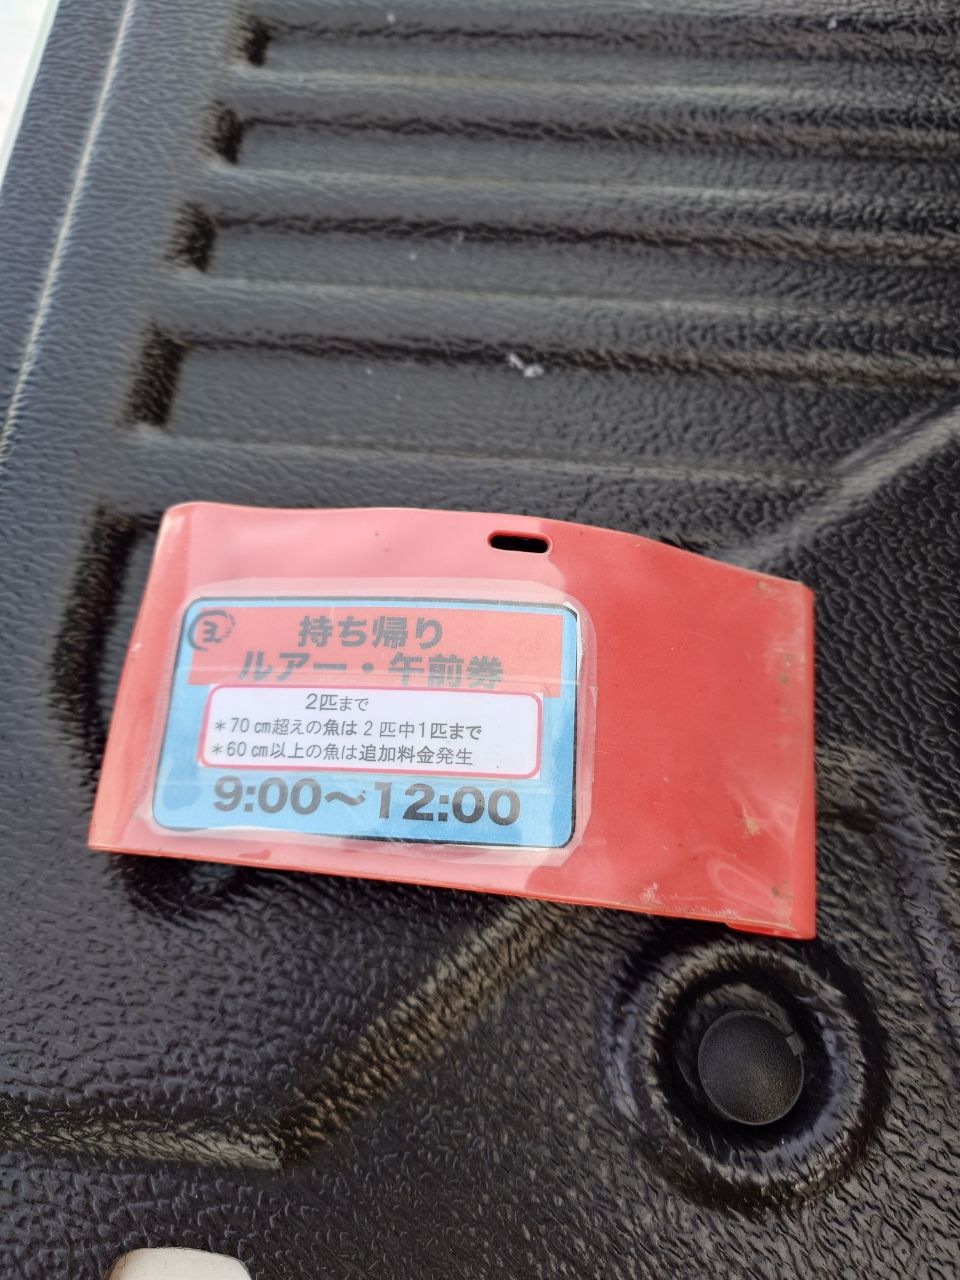 持ち帰り
ルアー・午前券
2匹まで
＊70㎝超えの魚は2匹中1匹まで
＊60㎝以上の魚は追加料金発生
9:00〜12:00